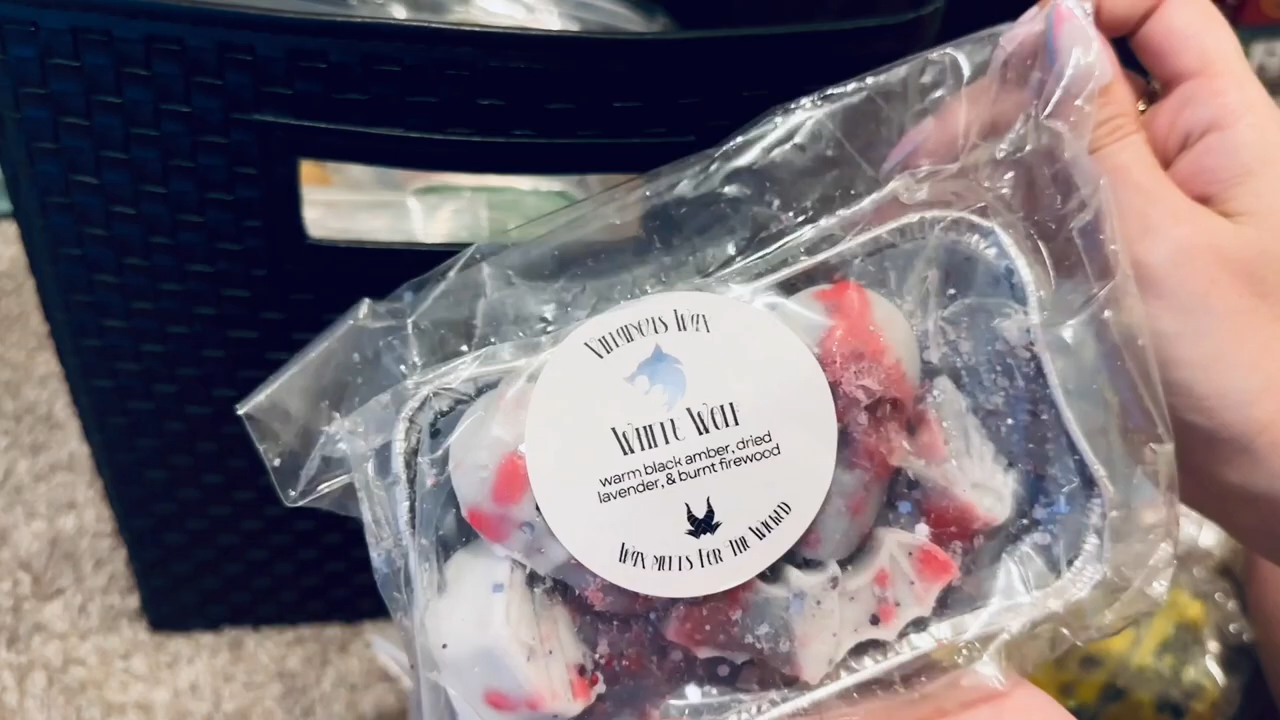 Villainous Wax
White Wolf
warm black amber, dried
lavender, & burnt firewood
Wax Melts For The Wicked